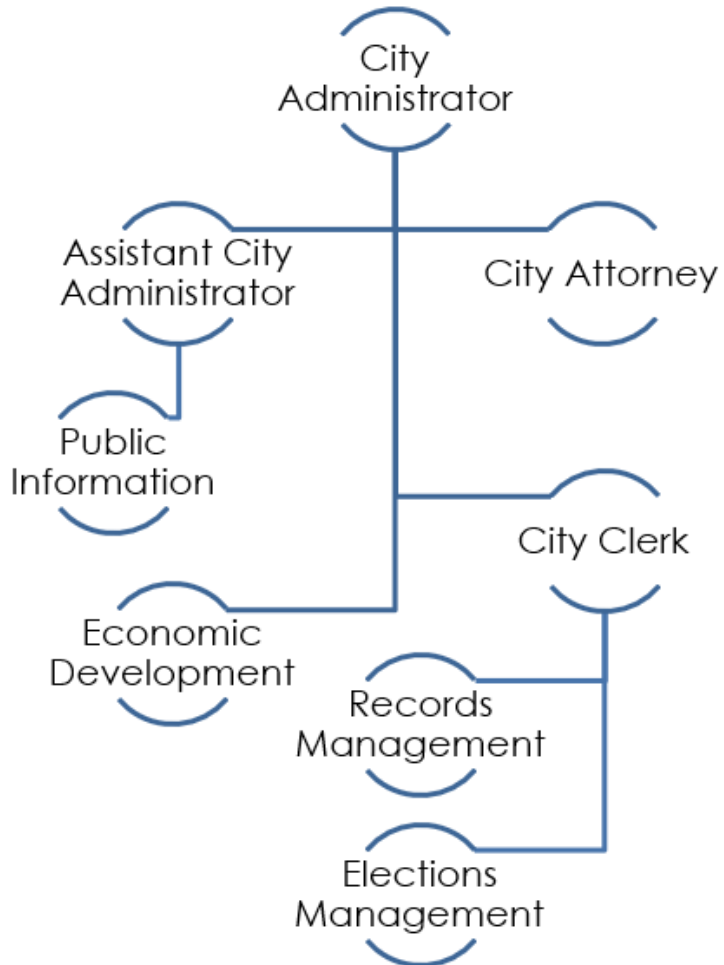 City
Administrator
Assistant City
Administrator
City Attorney
Public
Information
City Clerk
Economic
Development
Records
Management
Elections
Management